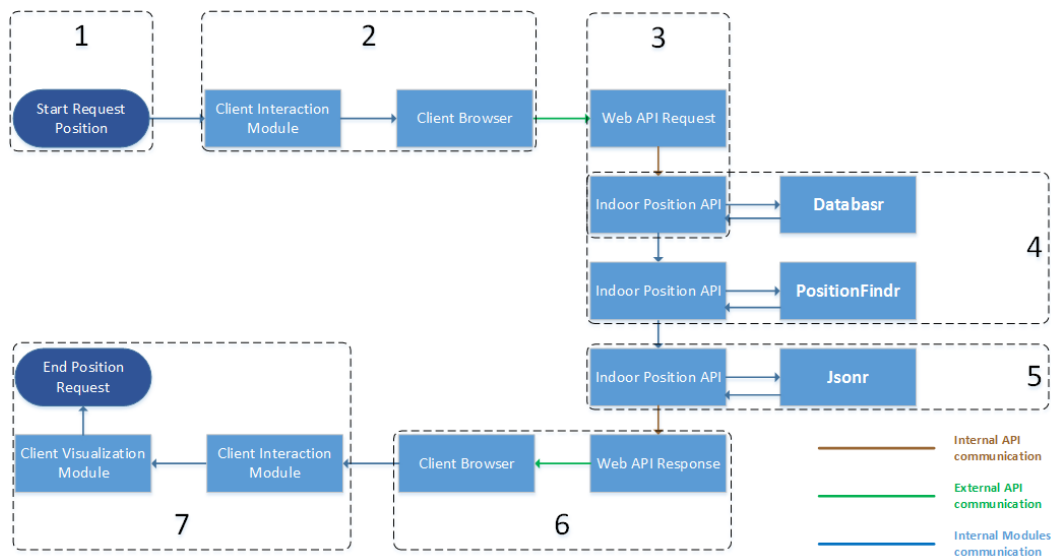 1
2
3
Start Request
Position
Client Interaction
Module
Client Browser
Web API Request
Indoor Position API
Databasr
4
Indoor Position API
PositionFindr
End Position
Request
Indoor Position API
Jsonr
5
Client Visualization
Module
Client Interaction
Module
Client Browser
Web API Response
7
6
Internal API
communication
External API
communication
Internal Modules
communication